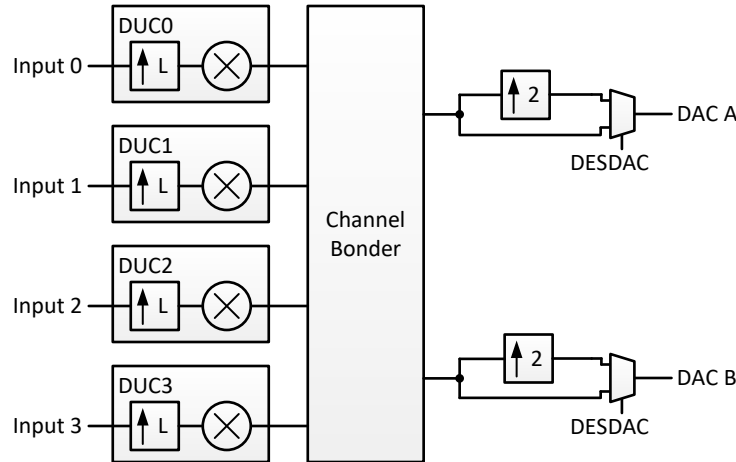 DUC0
Input 0
L
DUC1
Input 1
L
DUC2
Input 2
L
DUC3
Input 3
L
Channel
Bonder
2
DAC A
DESDAC
2
DAC B
DESDAC